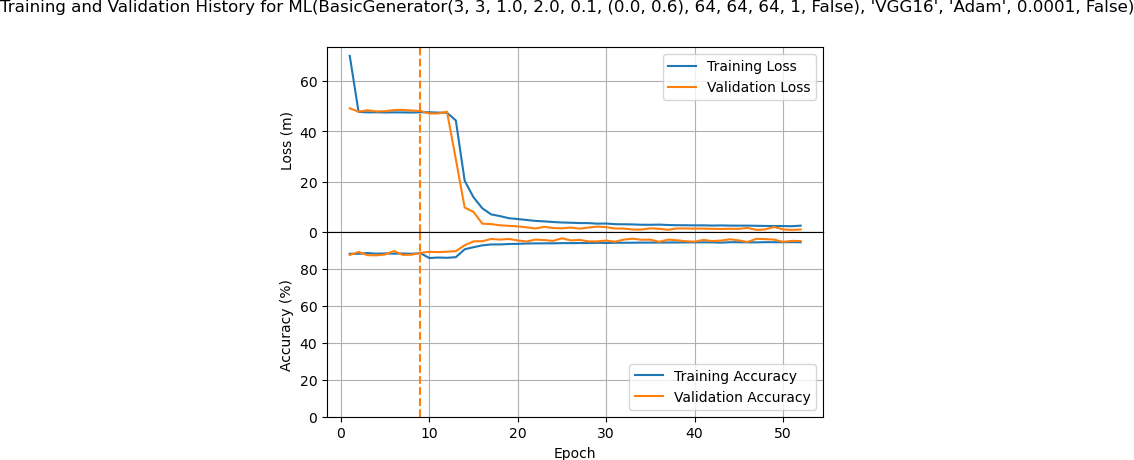 Training and Validation History for ML(BasicGenerator(3, 3, 1.0, 2.0, 0.1, (0.0, 0.6), 64, 64, 64, 1, False), 'VGG16', 'Adam', 0.0001, False)
Loss (m)
60
40
20
0
Training Loss
Validation Loss
Accuracy (%)
80
60
40
20
0
Training Accuracy
Validation Accuracy
0 10 20 30 40 50
Epoch